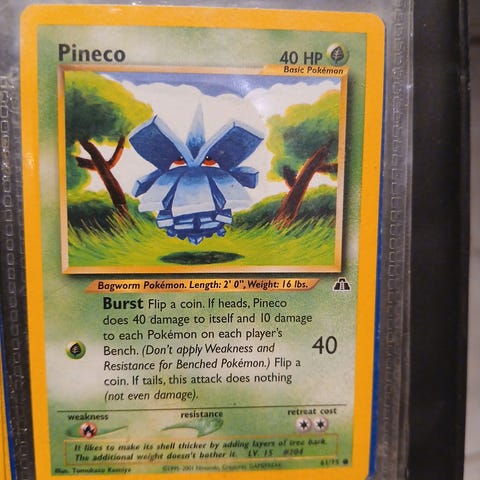 Pineco 40 HP
Basic Pokémon
Bagworm Pokémon. Length: 2' 0", Weight: 16 lbs.
Burst Flip a coin. If heads, Pineco
does 40 damage to itself and 10 damage
to each Pokémon on each player's
Bench. (Don't apply Weakness and
Resistance for Benched Pokémon.) Flip a
coin. If tails, this attack does nothing
(not even damage).
40
weakness resistance retreat cost
It likes to make its shell thicker by adding layers of tree bark.
The additional weight doesn't bother it. LV. 15 #204
Illus. Tomokazu Komiya ©1995-2001 Nintendo, Creatures, GAMEFREAK. 61/75